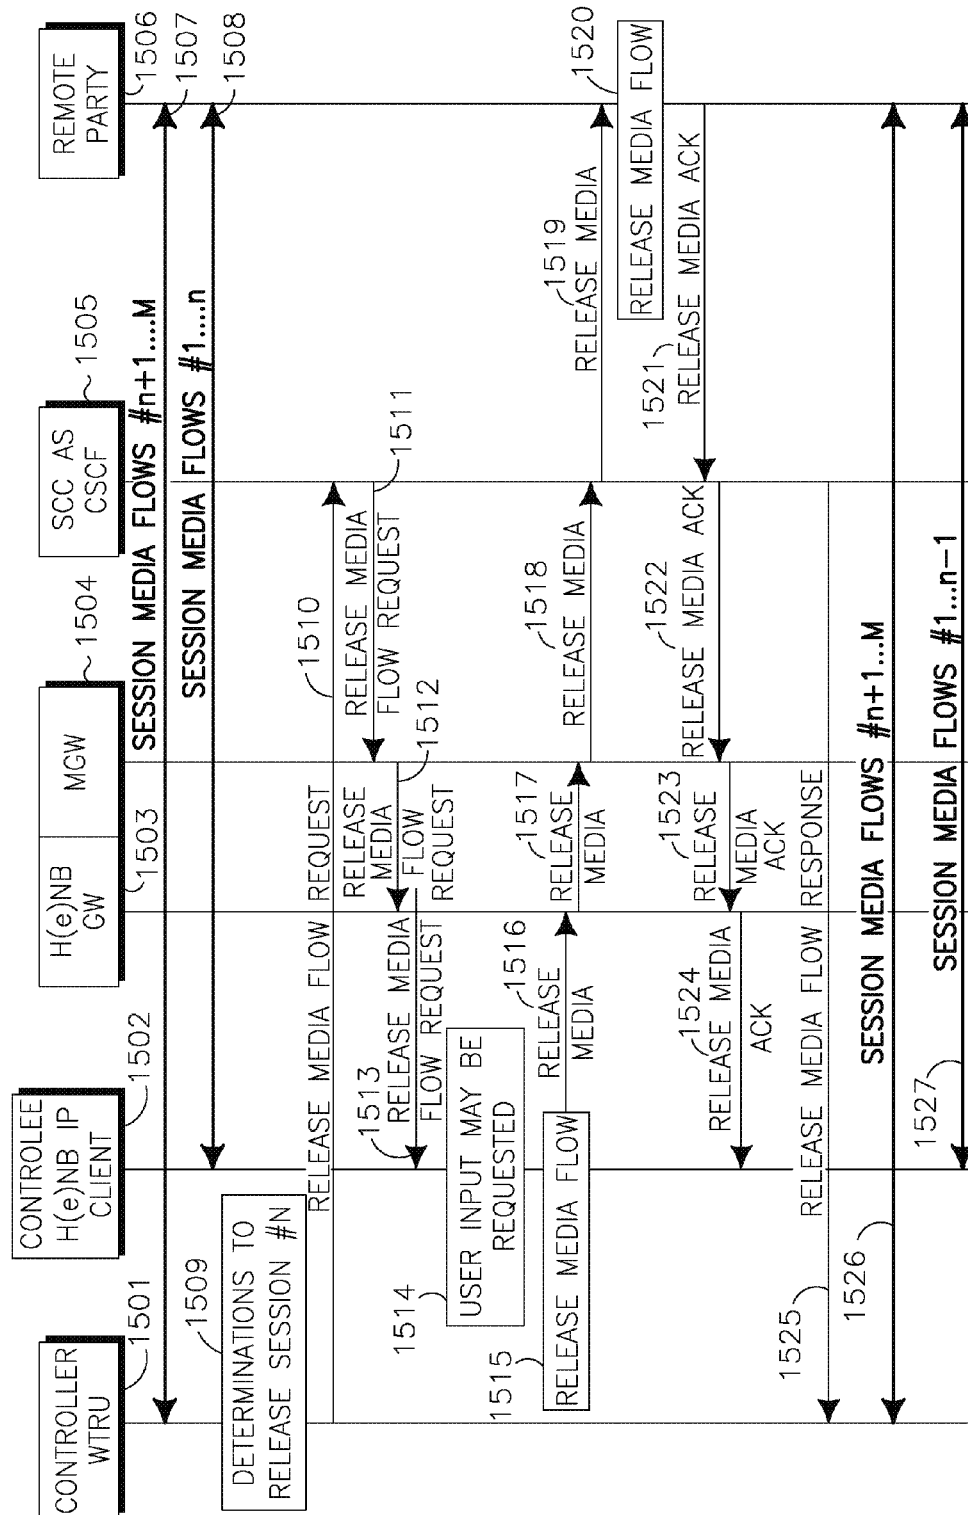 CONTROLLER
WTRU
1501
CONTROLEE
H(e)NB IP
CLIENT
1502
H(e)NB
GW
1503
MGW
1504
SCC AS
CSCF
1505
REMOTE
PARTY
1506
SESSION MEDIA FLOWS #n+1....M
1507
SESSION MEDIA FLOWS #1....n
1508
1509
DETERMINATIONS TO
RELEASE SESSION #N
RELEASE MEDIA FLOW REQUEST
1510
RELEASE MEDIA
FLOW REQUEST
1511
RELEASE
MEDIA
FLOW
REQUEST
1512
1513
RELEASE MEDIA
FLOW REQUEST
1514
USER INPUT MAY BE
REQUESTED
1515
RELEASE MEDIA FLOW
1516
RELEASE
MEDIA
1517
RELEASE
MEDIA
1518
RELEASE MEDIA
1519
RELEASE MEDIA
1520
RELEASE MEDIA FLOW
1521
RELEASE MEDIA ACK
1522
RELEASE MEDIA ACK
1523
RELEASE
MEDIA
ACK
1524
RELEASE MEDIA
ACK
1525
RELEASE MEDIA FLOW RESPONSE
1526
SESSION MEDIA FLOWS #n+1...M
1527
SESSION MEDIA FLOWS #1...n-1